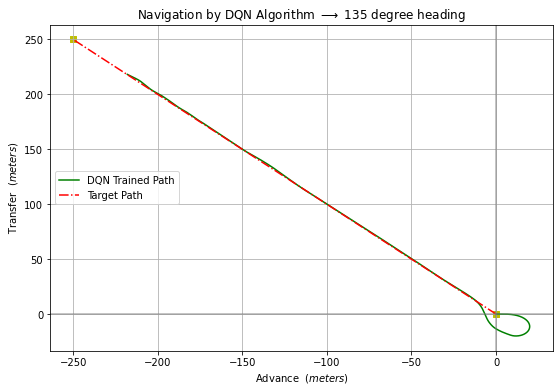 Navigation by DQN Algorithm ⟶ 135 degree heading
250
200
150
100
50
0
Transfer (meters)
DQN Trained Path
Target Path
−250 −200 −150 −100 −50 0
Advance (meters)